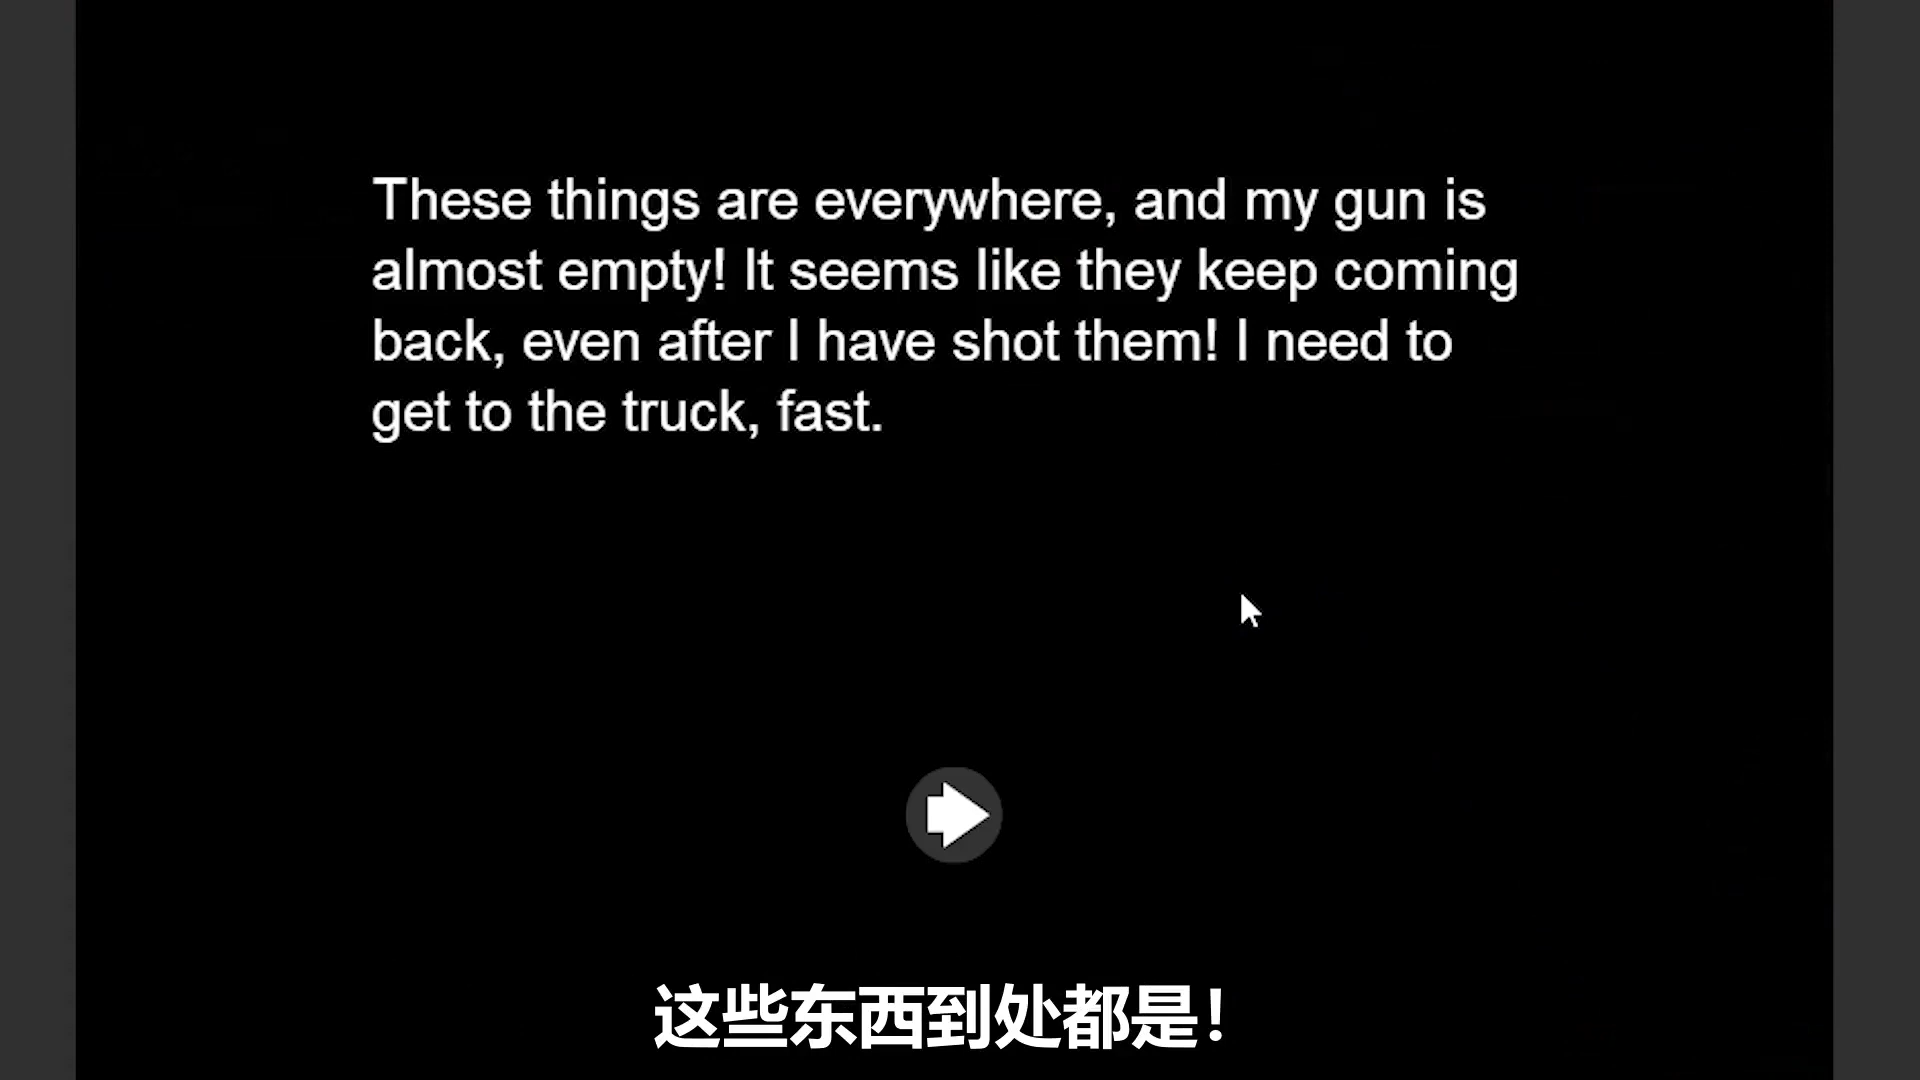 These things are everywhere, and my gun is
almost empty! It seems like they keep coming
back, even after I have shot them! I need to
get to the truck, fast.
这些东西到处都是！